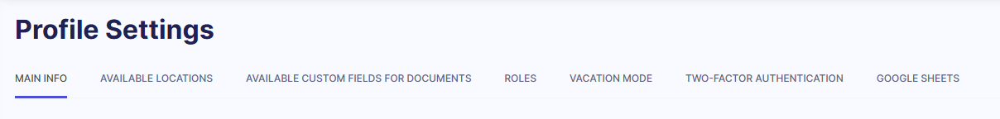 Profile Settings
MAIN INFO AVAILABLE LOCATIONS AVAILABLE CUSTOM FIELDS FOR DOCUMENTS ROLES VACATION MODE TWO-FACTOR AUTHENTICATION GOOGLE SHEETS